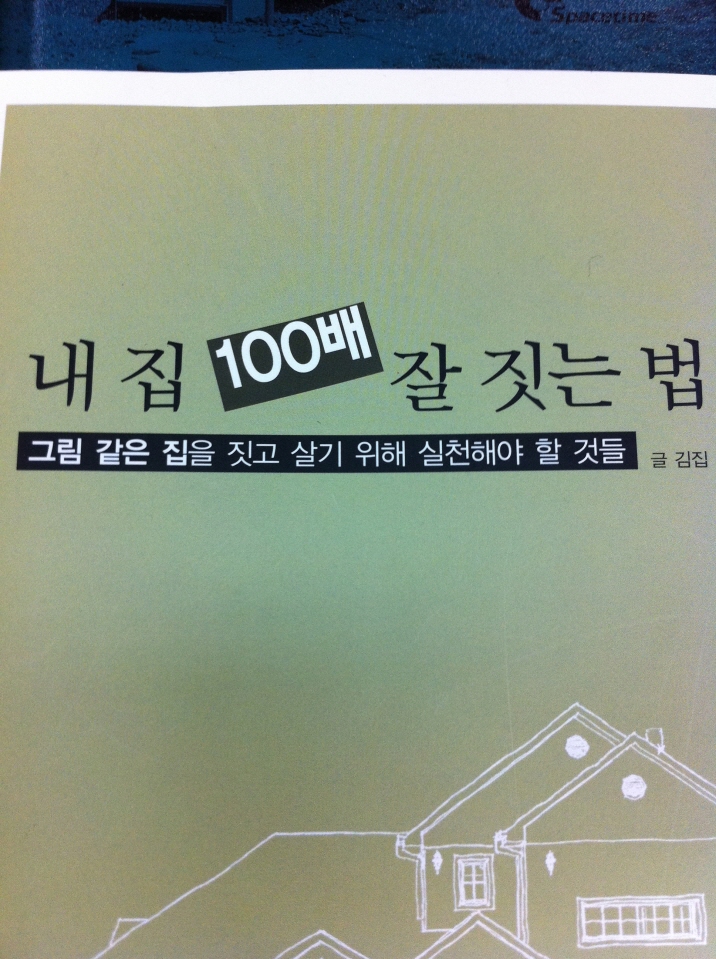 Spacetime
내 집 100배 잘 짓는 법
그림 같은 집을 짓고 살기 위해 실천해야 할 것들 글 김집